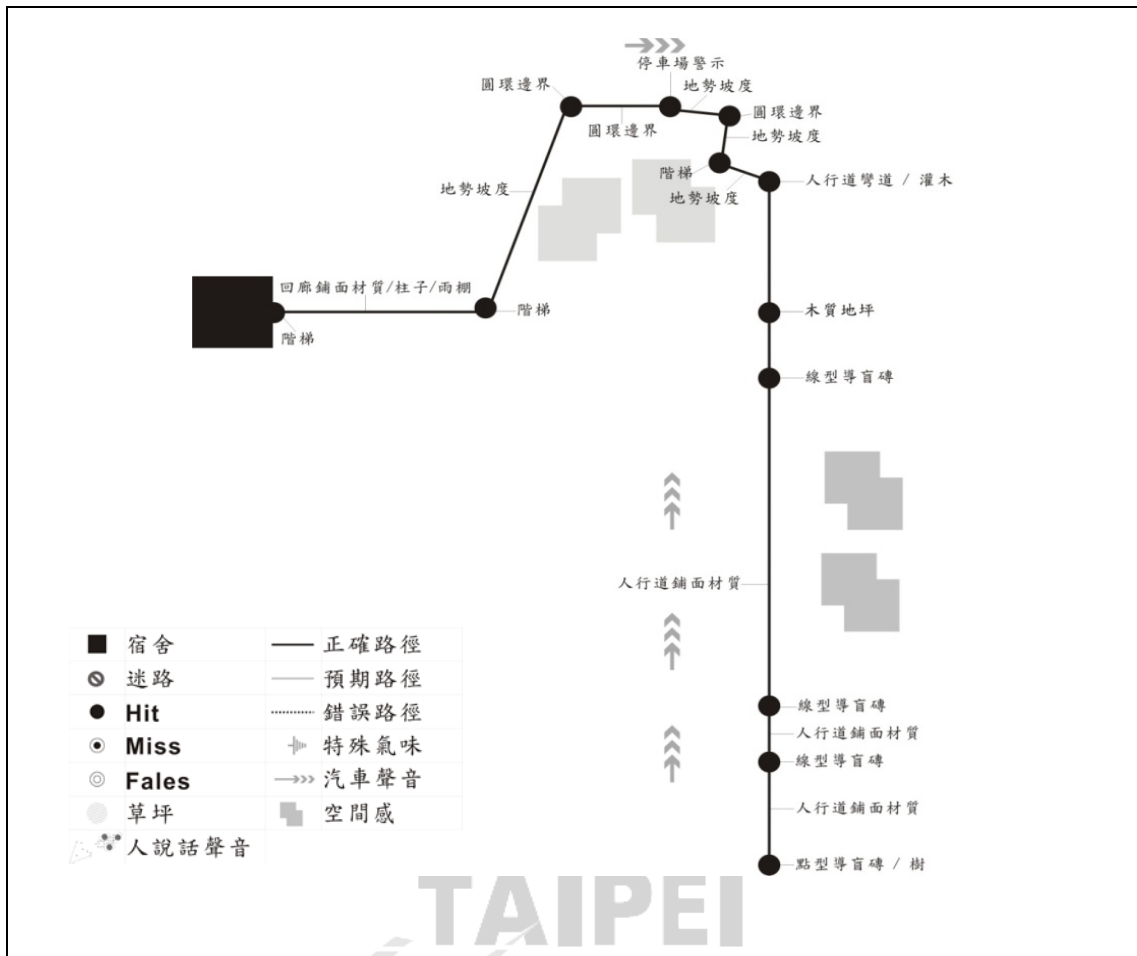 停車場警示
圓環邊界
地勢坡度
圓環邊界
圓環邊界
地勢坡度
階梯
人行道彎道 / 灌木
地勢坡度
地勢坡度
回廊鋪面材質/柱子/雨棚
階梯
階梯
木質地坪
線型導盲磚
人行道鋪面材質
線型導盲磚
人行道鋪面材質
線型導盲磚
人行道鋪面材質
點型導盲磚 / 樹
宿舍
正確路徑
迷路
預期路徑
Hit
錯誤路徑
Miss
特殊氣味
Fales
汽車聲音
草坪
空間感
人說話聲音
TAIPEI